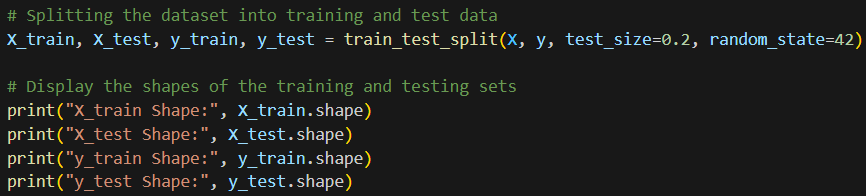 # Splitting the dataset into training and test data
X_train, X_test, y_train, y_test = train_test_split(X, y, test_size=0.2, random_state=42)
# Display the shapes of the training and testing sets
print("X_train Shape:", X_train.shape)
print("X_test Shape:", X_test.shape)
print("y_train Shape:", y_train.shape)
print("y_test Shape:", y_test.shape)